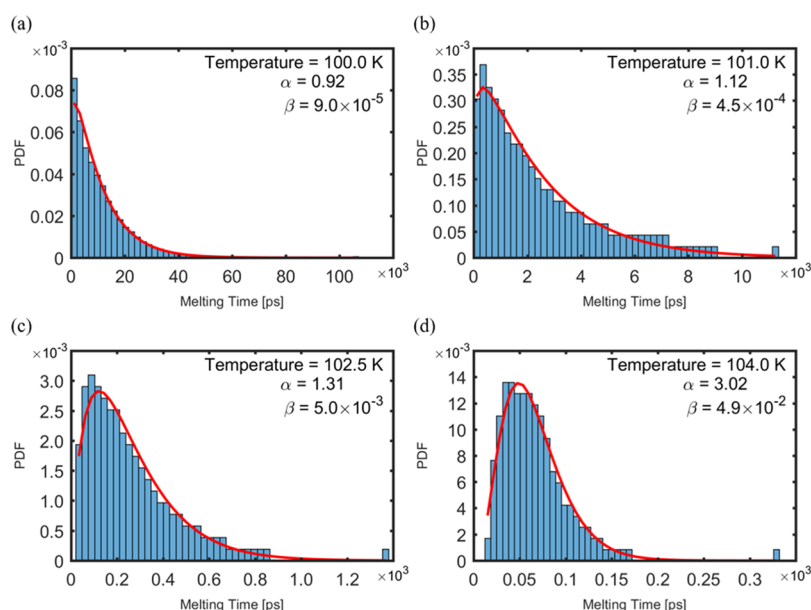 (a)
×10⁻³
Temperature = 100.0 K
α = 0.92
β = 9.0×10⁻⁵
0.08
0.06
0.04
0.02
0
PDF
0 20 40 60 80 100
×10³
Melting Time [ps]
(b)
×10⁻³
Temperature = 101.0 K
α = 1.12
β = 4.5×10⁻⁴
0.35
0.30
0.25
0.20
0.15
0.10
0.05
0
PDF
0 2 4 6 8 10
×10³
Melting Time [ps]
(c)
×10⁻³
Temperature = 102.5 K
α = 1.31
β = 5.0×10⁻³
3.0
2.5
2.0
1.5
1.0
0.5
0
PDF
0 0.2 0.4 0.6 0.8 1.0 1.2
×10³
Melting Time [ps]
(d)
×10⁻³
Temperature = 104.0 K
α = 3.02
β = 4.9×10⁻²
14
12
10
8
6
4
2
0
PDF
0 0.05 0.1 0.15 0.2 0.25 0.3
×10³
Melting Time [ps]